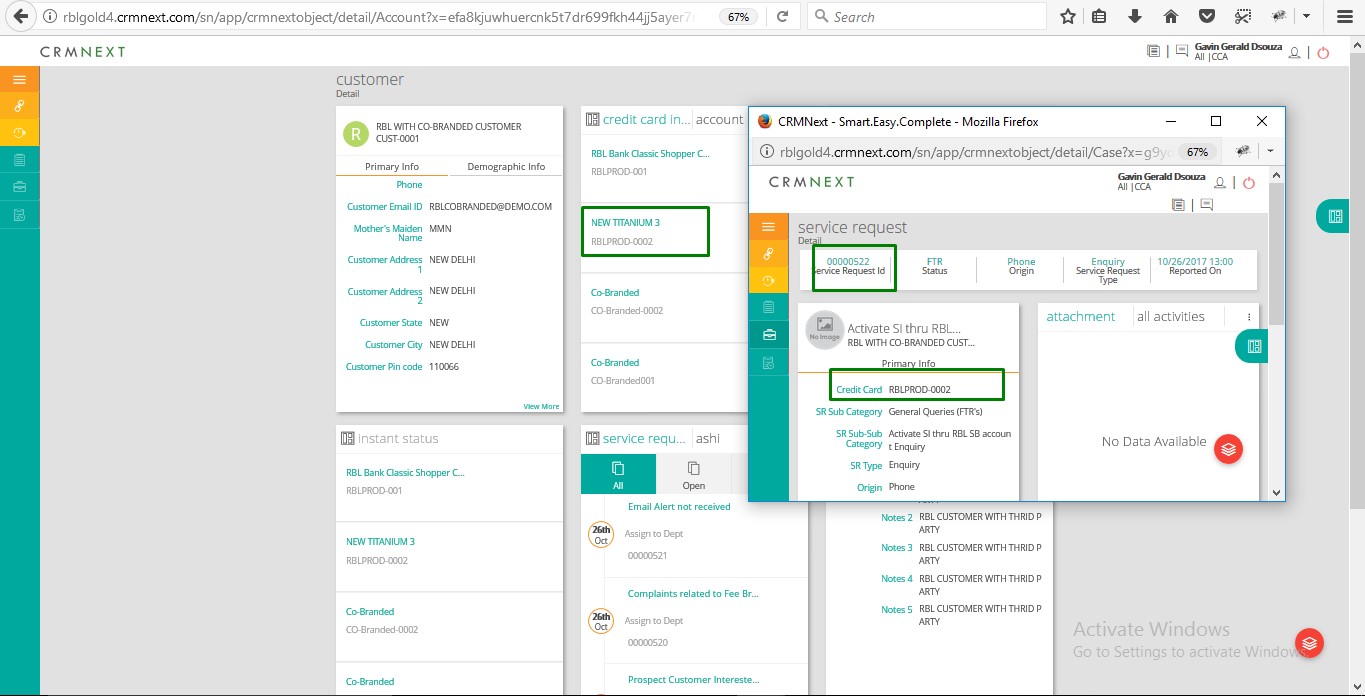 rblgold4.crmnext.com/sn/app/crmnextobject/detail/Account?x=efa8kjuwhuercnk5t7dr699fkh44jj5ayer7
67%
Search
CRMNEXT
Gavin Gerald Dsouza
All |CCA
customer
Detail
R
RBL WITH CO-BRANDED CUSTOMER
CUST-0001
Primary Info
Demographic Info
Phone
Customer Email ID RBLCOBRANDED@DEMO.COM
Mother's Maiden Name MMN
Customer Address 1 NEW DELHI
Customer Address 2 NEW DELHI
Customer State NEW
Customer City NEW DELHI
Customer Pin code 110066
View More
credit card in... account
RBL Bank Classic Shopper C...
RBLPROD-001
NEW TITANIUM 3
RBLPROD-0002
Co-Branded
CO-Branded-0002
Co-Branded
CO-Branded001
CRMNext - Smart.Easy.Complete - Mozilla Firefox
rblgold4.crmnext.com/sn/app/crmnextobject/detail/Case?x=g9yo
67%
CRMNEXT
Gavin Gerald Dsouza
All |CCA
service request
Detail
00000522
Service Request Id
FTR
Status
Phone
Origin
Enquiry
Service Request Type
10/26/2017 13:00
Reported On
No Image
Activate SI thru RBL...
RBL WITH CO-BRANDED CUST...
Primary Info
Credit Card RBLPROD-0002
SR Sub Category General Queries (FTR's)
SR Sub-Sub Category Activate SI thru RBL SB account Enquiry
SR Type Enquiry
Origin Phone
attachment all activities
No Data Available
instant status
RBL Bank Classic Shopper C...
RBLPROD-001
NEW TITANIUM 3
RBLPROD-0002
Co-Branded
CO-Branded-0002
Co-Branded
service requ... ashi
All
Open
Email Alert not received
26th Oct
Assign to Dept
00000521
Complaints related to Fee Br...
26th Oct
Assign to Dept
00000520
Prospect Customer Intereste...
ARTY
Notes 2 RBL CUSTOMER WITH THRID P
ARTY
Notes 3 RBL CUSTOMER WITH THRID P
ARTY
Notes 4 RBL CUSTOMER WITH THRID P
ARTY
Notes 5 RBL CUSTOMER WITH THRID P
ARTY
Activate Windows
Go to Settings to activate Windows.